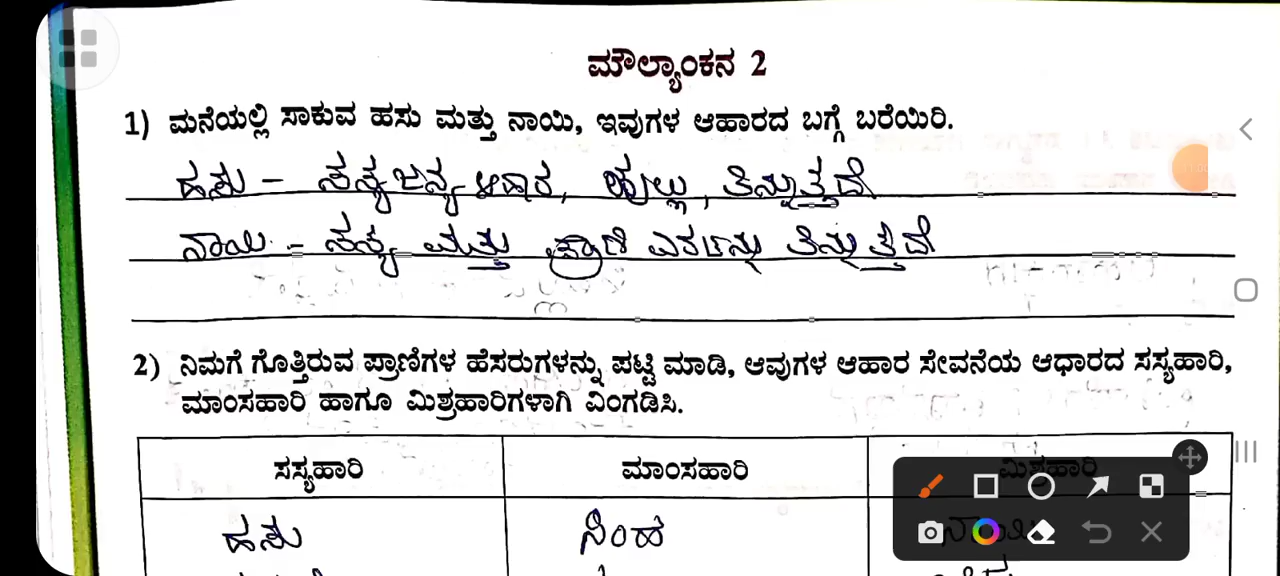 ಮೌಲ್ಯಾಂಕನ 2
1) ಮನೆಯಲ್ಲಿ ಸಾಕುವ ಹಸು ಮತ್ತು ನಾಯಿ, ಇವುಗಳ ಆಹಾರದ ಬಗ್ಗೆ ಬರೆಯಿರಿ.
ಹಸು - ಸಸ್ಯಜನ್ಯ ಆಹಾರ, ಹುಲ್ಲು, ತಿನ್ನುತ್ತದೆ
ನಾಯಿ - ಸಸ್ಯ ಮತ್ತು ಪ್ರಾಣಿ ಎರಡನ್ನು ತಿನ್ನುತ್ತದೆ
2) ನಿಮಗೆ ಗೊತ್ತಿರುವ ಪ್ರಾಣಿಗಳ ಹೆಸರುಗಳನ್ನು ಪಟ್ಟಿ ಮಾಡಿ, ಅವುಗಳ ಆಹಾರ ಸೇವನೆಯ ಆಧಾರದ ಸಸ್ಯಹಾರಿ,
ಮಾಂಸಹಾರಿ ಹಾಗೂ ಮಿಶ್ರಹಾರಿಗಳಾಗಿ ವಿಂಗಡಿಸಿ.
ಸಸ್ಯಹಾರಿ ಮಾಂಸಹಾರಿ ಮಿಶ್ರಹಾರಿ
ಹಸು ಸಿಂಹ ನಾಯಿ